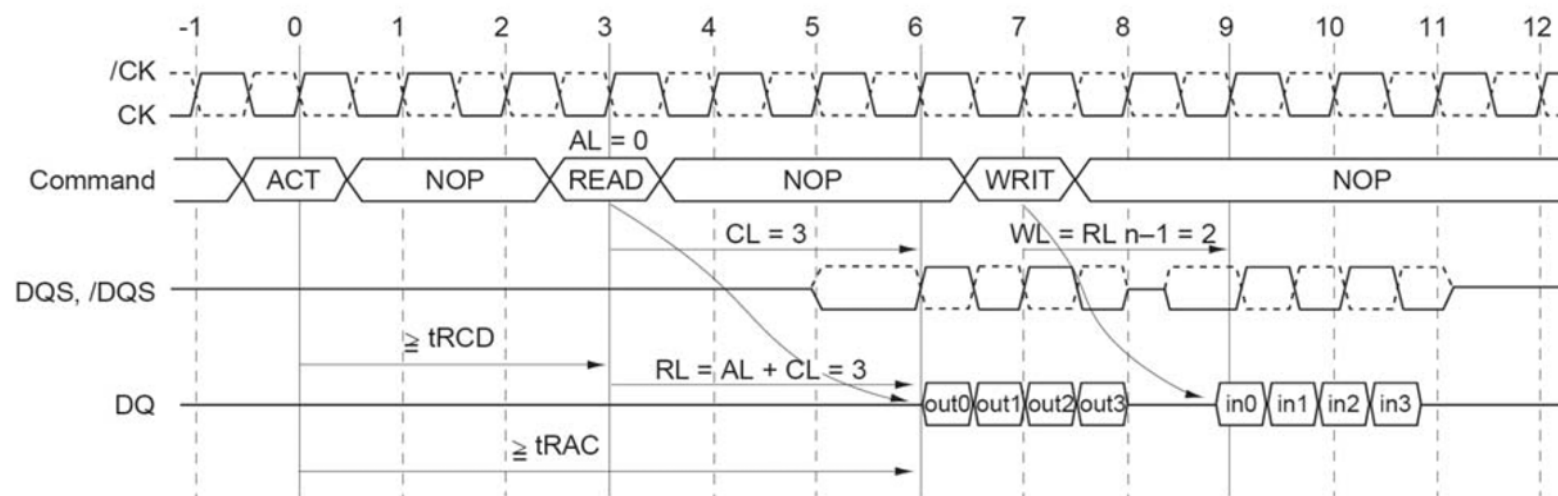 -1 0 1 2 3 4 5 6 7 8 9 10 11 12
/CK
CK
AL = 0
Command ACT NOP READ NOP WRIT NOP
CL = 3 WL = RL n–1 = 2
DQS, /DQS
≧ tRCD
RL = AL + CL = 3
DQ out0 out1 out2 out3 in0 in1 in2 in3
≧ tRAC